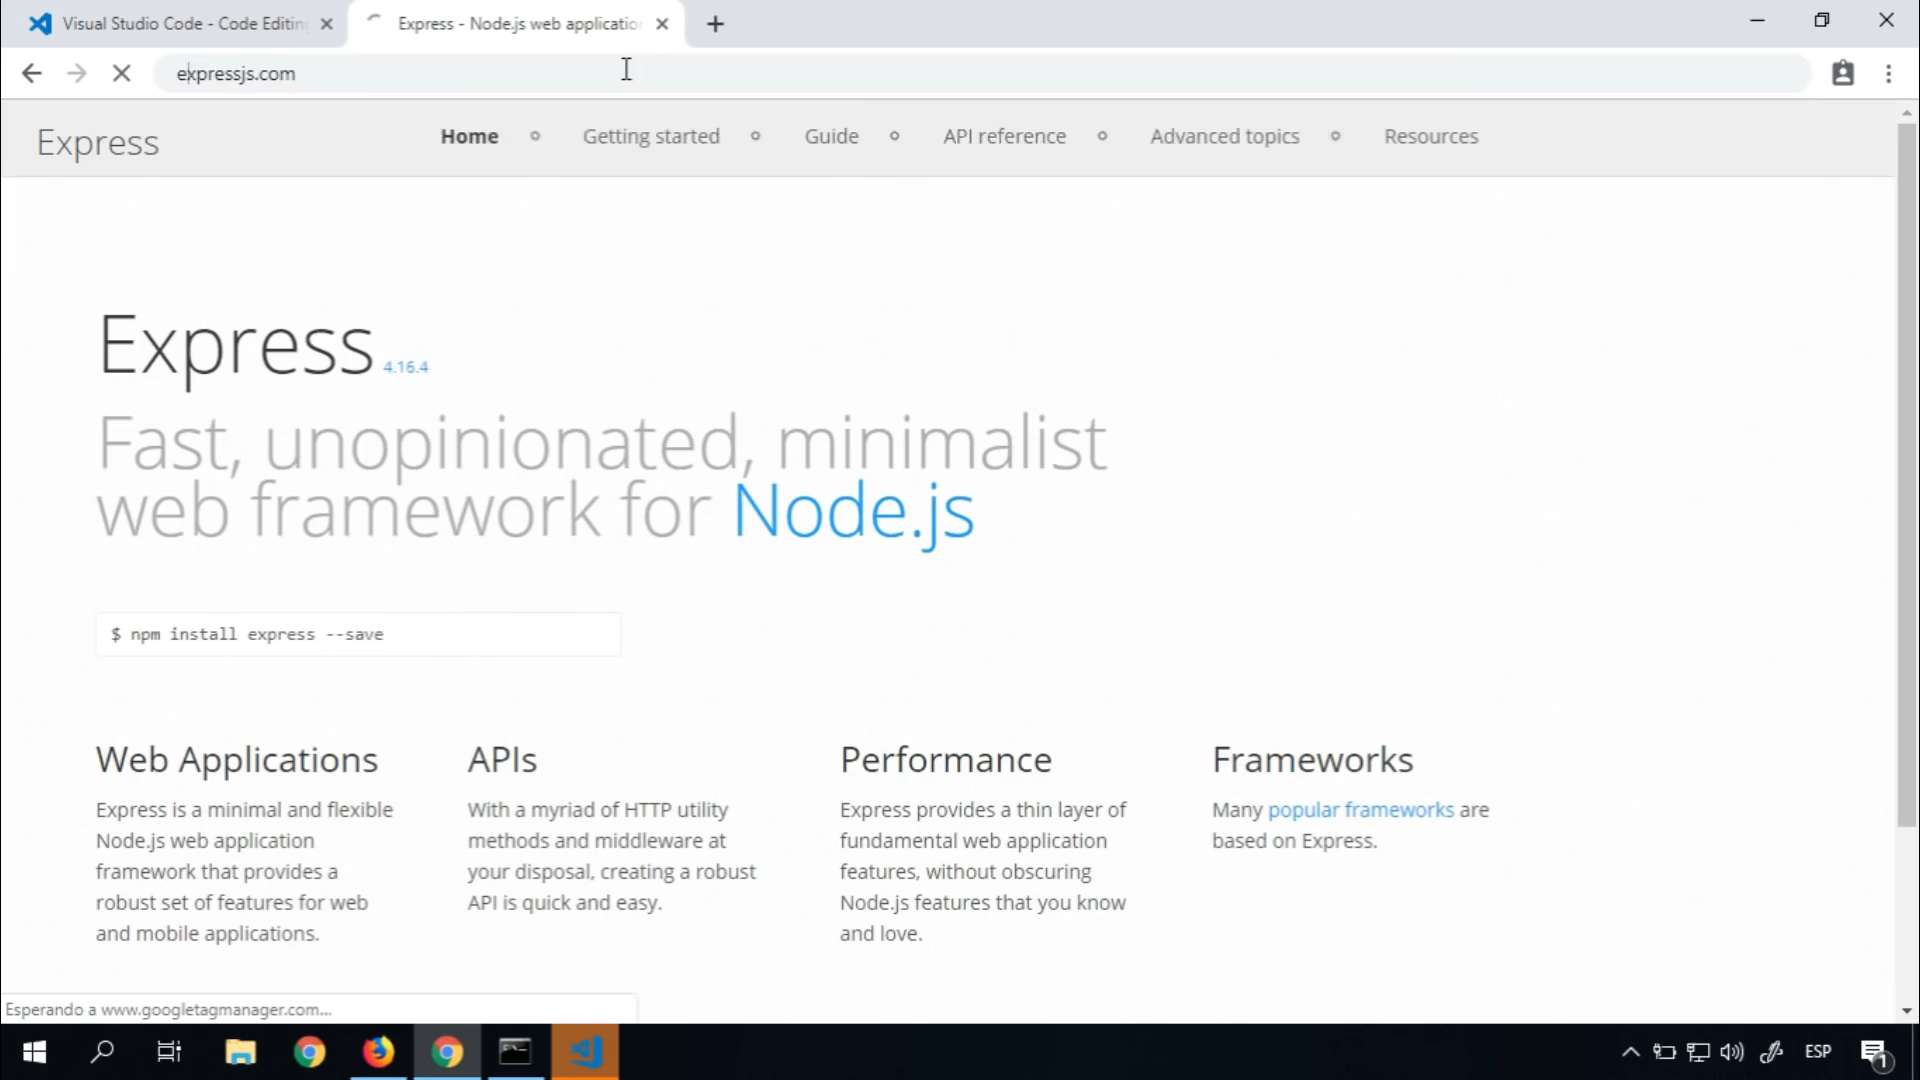 Visual Studio Code - Code Editin
Express - Node.js web application
expressjs.com
Express
Home
Getting started
Guide
API reference
Advanced topics
Resources
Express 4.16.4
Fast, unopinionated, minimalist
web framework for Node.js
$ npm install express --save
Web Applications
Express is a minimal and flexible
Node.js web application
framework that provides a
robust set of features for web
and mobile applications.
APIs
With a myriad of HTTP utility
methods and middleware at
your disposal, creating a robust
API is quick and easy.
Performance
Express provides a thin layer of
fundamental web application
features, without obscuring
Node.js features that you know
and love.
Frameworks
Many popular frameworks are
based on Express.
Esperando a www.googletagmanager.com...
ESP
1